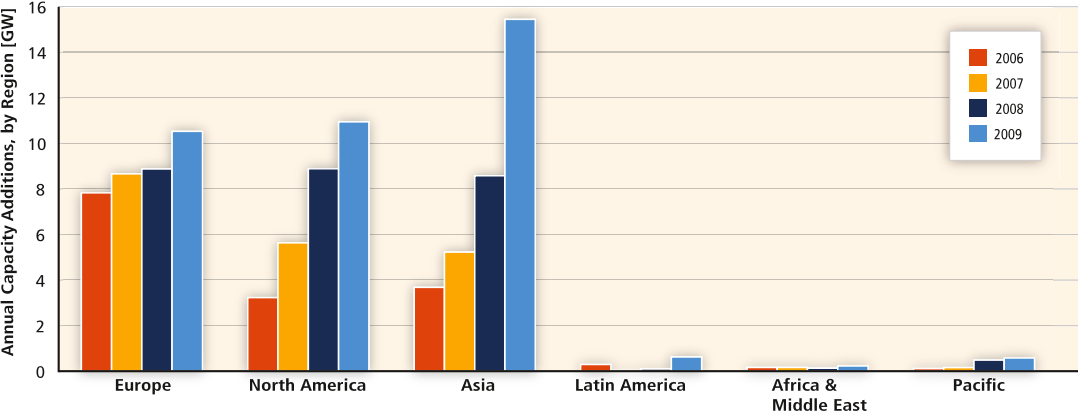 Annual Capacity Additions, by Region [GW]
16
14
12
10
8
6
4
2
0
2006
2007
2008
2009
Europe
North America
Asia
Latin America
Africa &
Middle East
Pacific